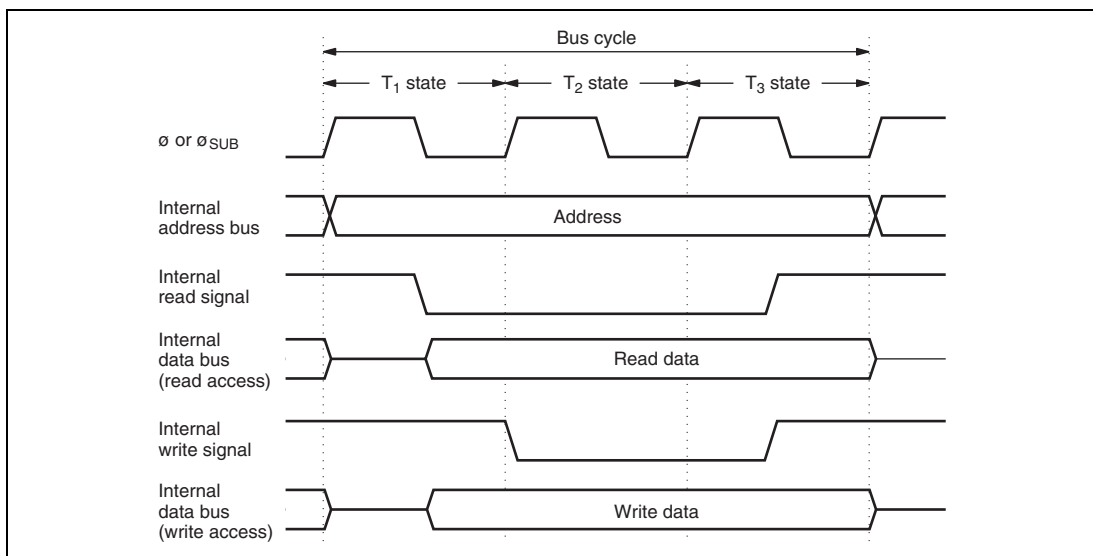 Bus cycle
T₁ state T₂ state T₃ state
ø or øSUB
Internal
address bus
Address
Internal
read signal
Internal
data bus
(read access)
Read data
Internal
write signal
Internal
data bus
(write access)
Write data